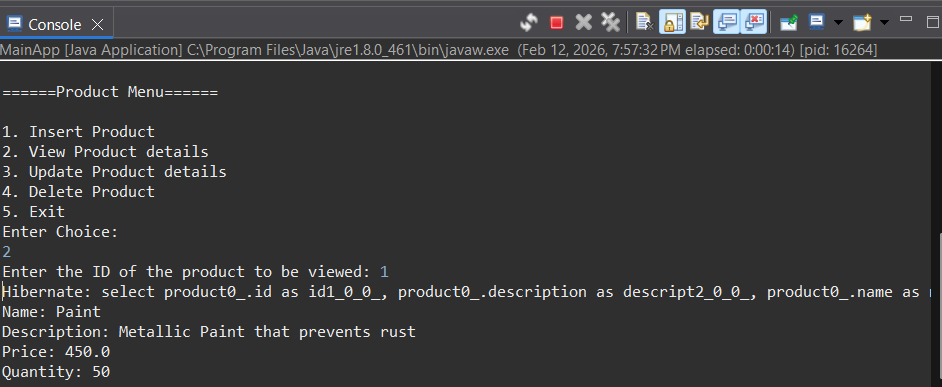 Console
MainApp [Java Application] C:\Program Files\Java\jre1.8.0_461\bin\javaw.exe (Feb 12, 2026, 7:57:32 PM elapsed: 0:00:14) [pid: 16264]
======Product Menu======
1. Insert Product
2. View Product details
3. Update Product details
4. Delete Product
5. Exit
Enter Choice:
2
Enter the ID of the product to be viewed: 1
Hibernate: select product0_.id as id1_0_0_, product0_.description as descript2_0_0_, product0_.name as
Name: Paint
Description: Metallic Paint that prevents rust
Price: 450.0
Quantity: 50